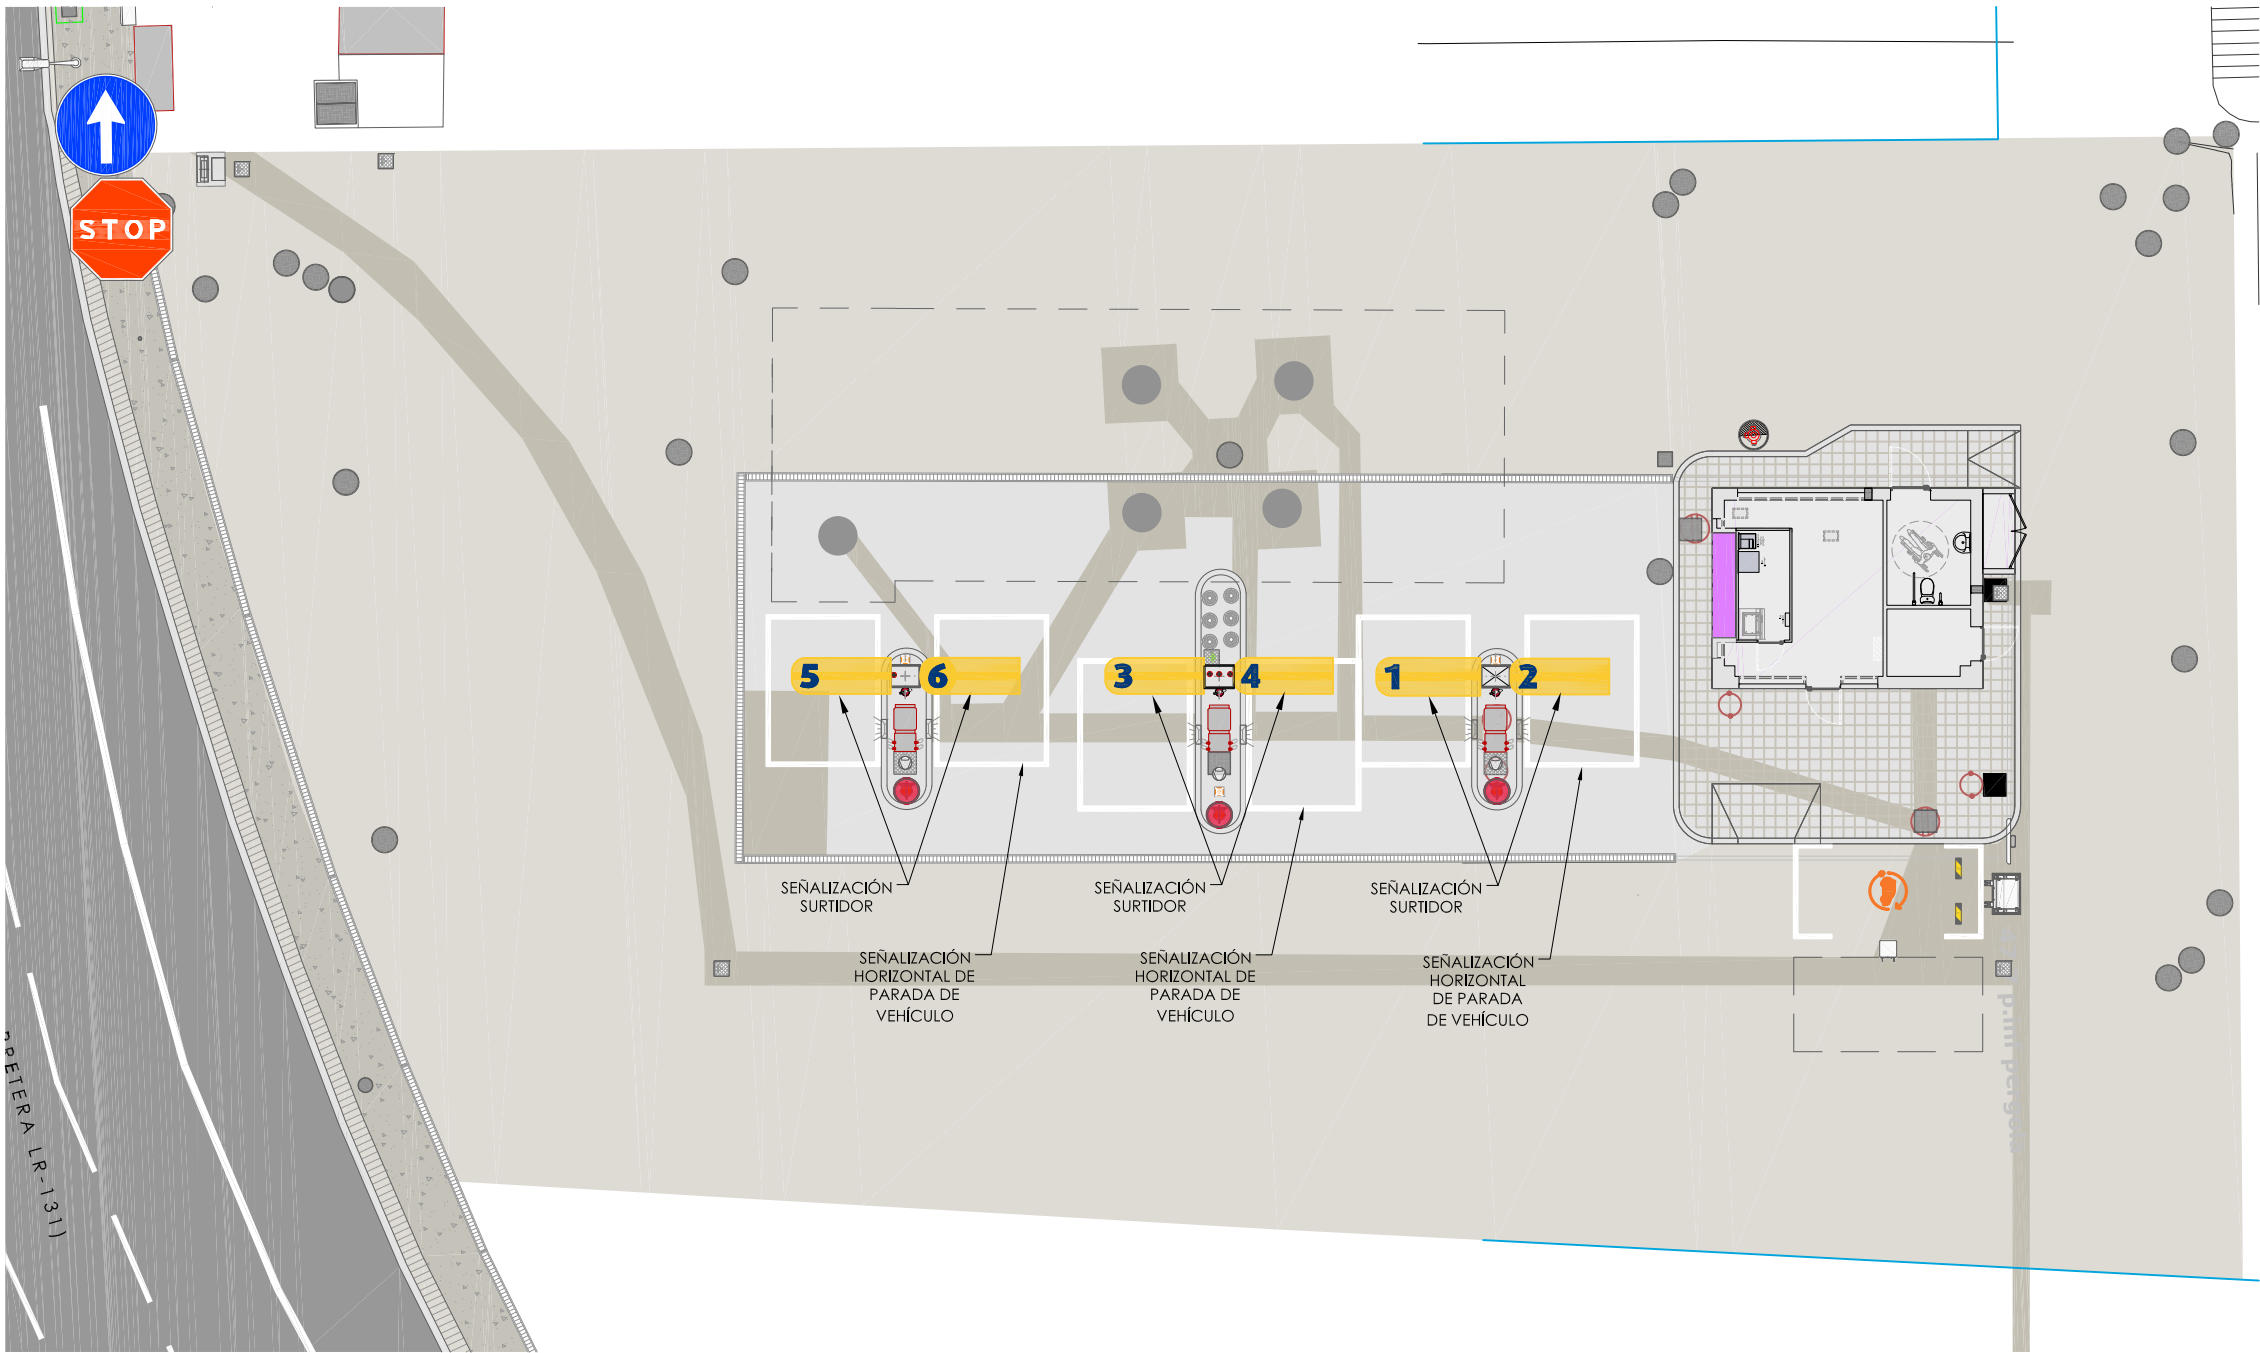 STOP
5
6
3
4
1
2
SEÑALIZACIÓN
SURTIDOR
SEÑALIZACIÓN
SURTIDOR
SEÑALIZACIÓN
SURTIDOR
SEÑALIZACIÓN
HORIZONTAL DE
PARADA DE
VEHÍCULO
SEÑALIZACIÓN
HORIZONTAL DE
PARADA DE
VEHÍCULO
SEÑALIZACIÓN
HORIZONTAL
DE PARADA
DE VEHÍCULO
RRETERA LR-131)